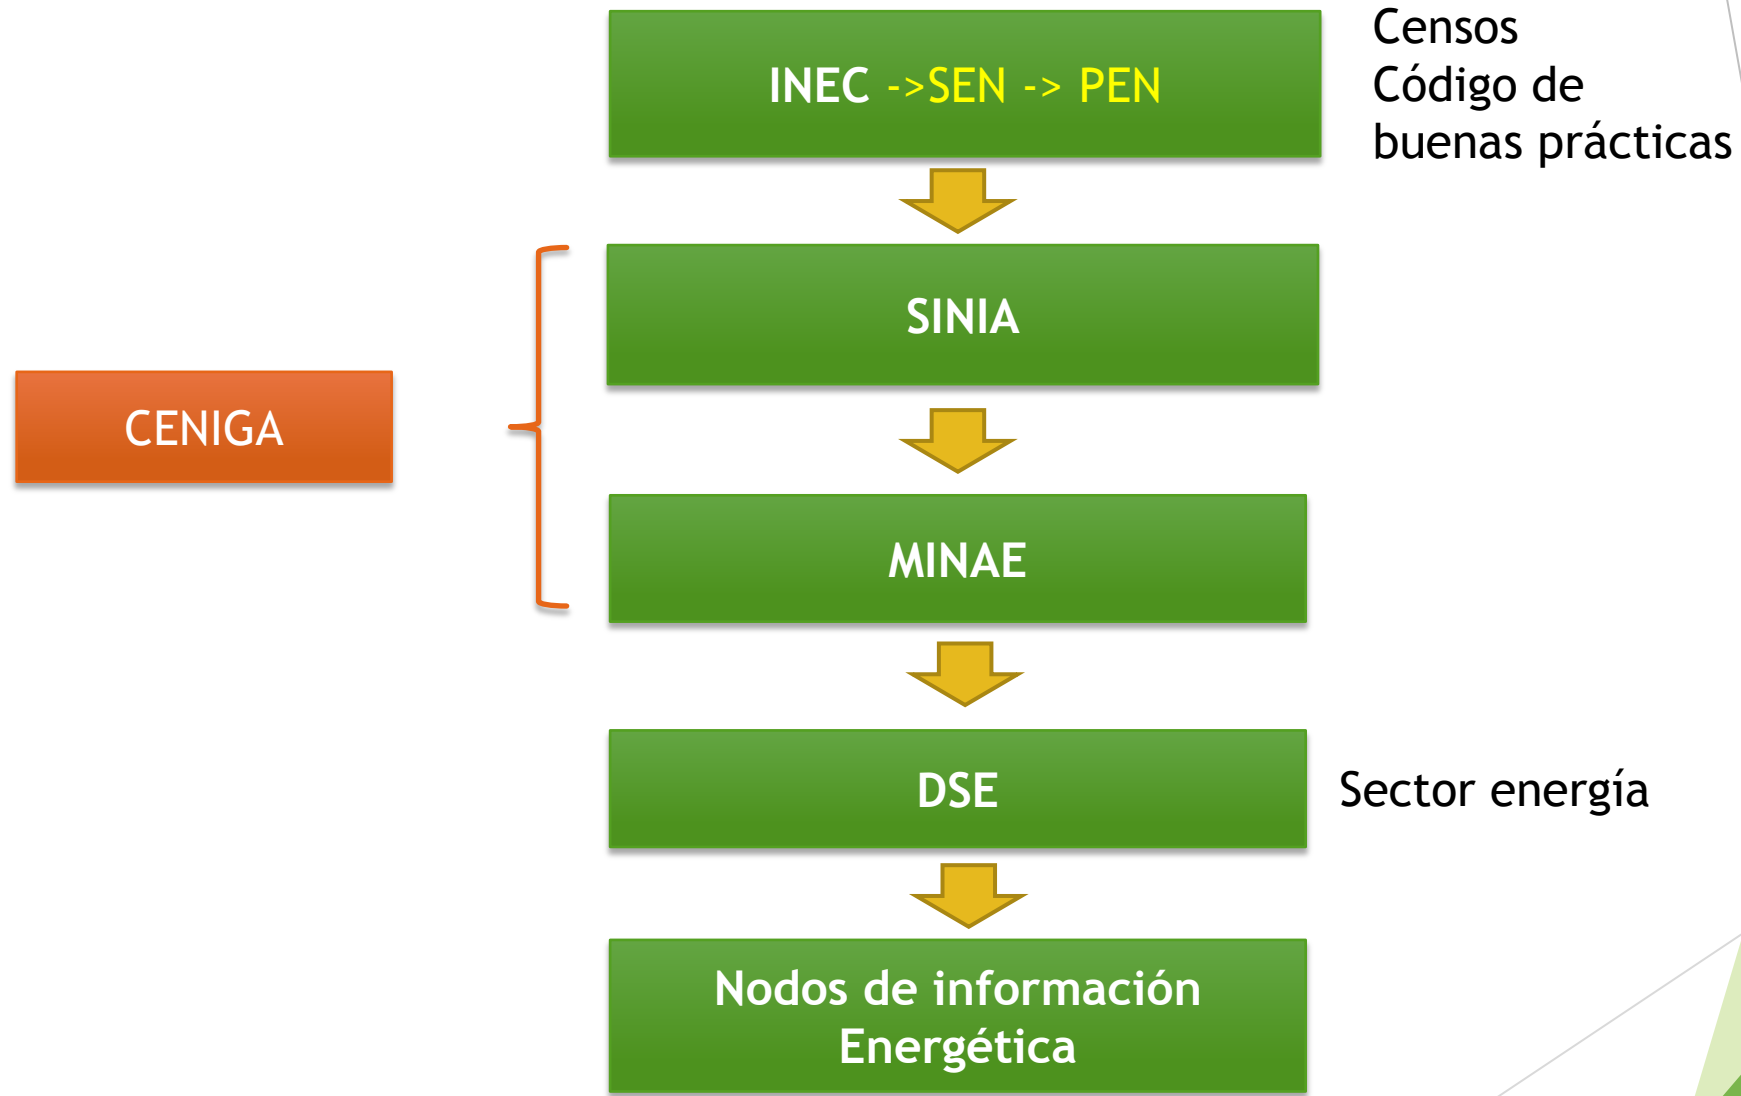 INEC ->SEN -> PEN
Censos
Código de
buenas prácticas
SINIA
CENIGA
MINAE
DSE
Sector energía
Nodos de información
Energética